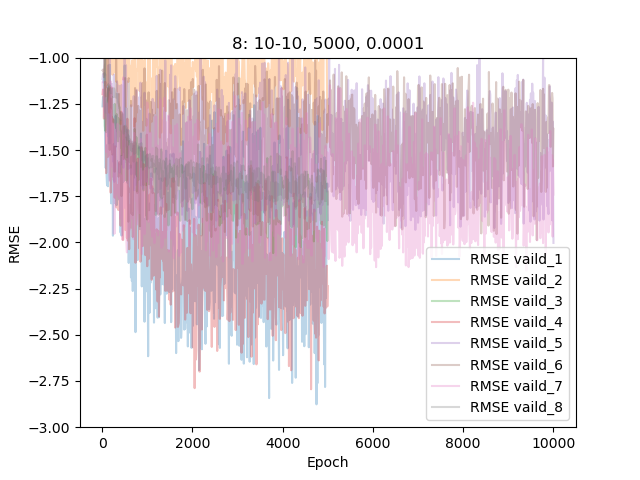 8: 10-10, 5000, 0.0001
−1.00
−1.25
−1.50
−1.75
−2.00
−2.25
−2.50
−2.75
−3.00
RMSE
0 2000 4000 6000 8000 10000
Epoch
RMSE vaild_1
RMSE vaild_2
RMSE vaild_3
RMSE vaild_4
RMSE vaild_5
RMSE vaild_6
RMSE vaild_7
RMSE vaild_8